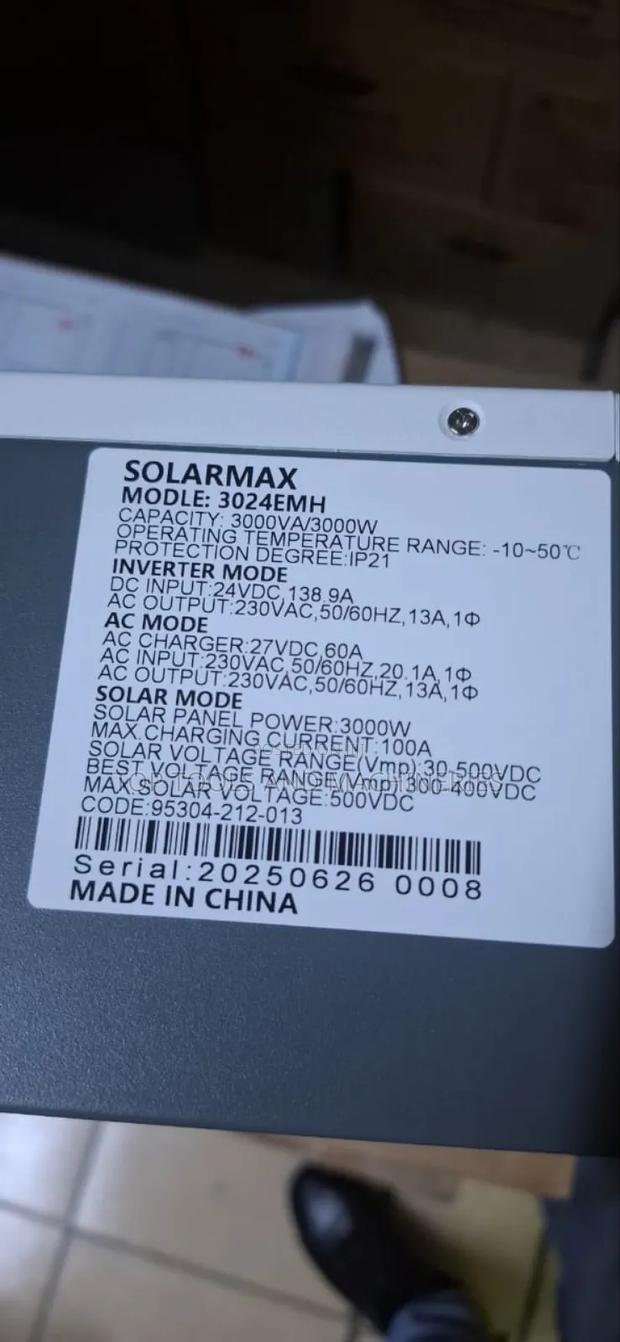 SOLARMAX
MODLE: 3024EMH
CAPACITY: 3000VA/3000W
OPERATING TEMPERATURE RANGE: -10~50℃
PROTECTION DEGREE:IP21
INVERTER MODE
DC INPUT:24VDC,138.9A
AC OUTPUT:230VAC,50/60HZ,13A,1Φ
AC MODE
AC CHARGER:27VDC,60A
AC INPUT:230VAC,50/60HZ,20.1A,1Φ
AC OUTPUT:230VAC,50/60HZ,13A,1Φ
SOLAR MODE
SOLAR PANEL POWER:3000W
MAX.CHARGING CURRENT:100A
SOLAR VOLTAGE RANGE(Vmp):30-500VDC
BEST VOLTAGE RANGE(Vmp):300-400VDC
TOP TOOLS AND MACHINERIES
MAX.SOLAR VOLTAGE:500VDC
CODE:95304-212-013
Serial:20250626 0008
MADE IN CHINA